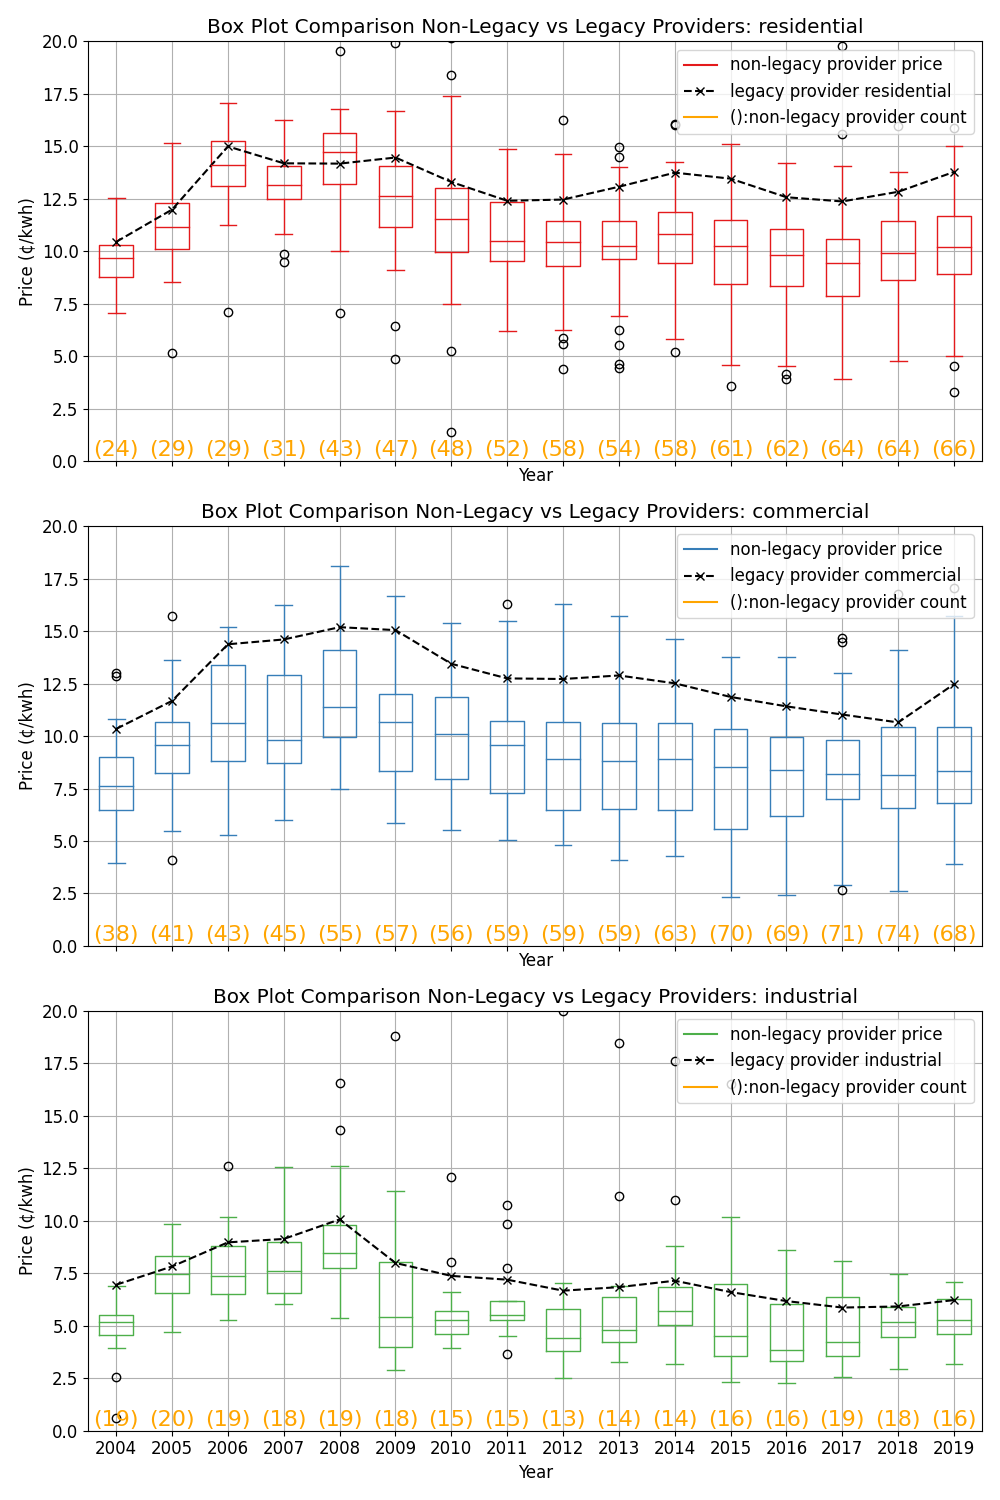 Box Plot Comparison Non-Legacy vs Legacy Providers: residential
20.0
17.5
15.0
12.5
10.0
7.5
5.0
2.5
0.0
Price (¢/kwh)
non-legacy provider price
legacy provider residential
():non-legacy provider count
(24) (29) (29) (31) (43) (47) (48) (52) (58) (54) (58) (61) (62) (64) (64) (66)
Year
Box Plot Comparison Non-Legacy vs Legacy Providers: commercial
20.0
17.5
15.0
12.5
10.0
7.5
5.0
2.5
0.0
Price (¢/kwh)
non-legacy provider price
legacy provider commercial
():non-legacy provider count
(38) (41) (43) (45) (55) (57) (56) (59) (59) (59) (63) (70) (69) (71) (74) (68)
Year
Box Plot Comparison Non-Legacy vs Legacy Providers: industrial
20.0
17.5
15.0
12.5
10.0
7.5
5.0
2.5
0.0
Price (¢/kwh)
non-legacy provider price
legacy provider industrial
():non-legacy provider count
(19) (20) (19) (18) (19) (18) (15) (15) (13) (14) (14) (16) (16) (19) (18) (16)
2004 2005 2006 2007 2008 2009 2010 2011 2012 2013 2014 2015 2016 2017 2018 2019
Year